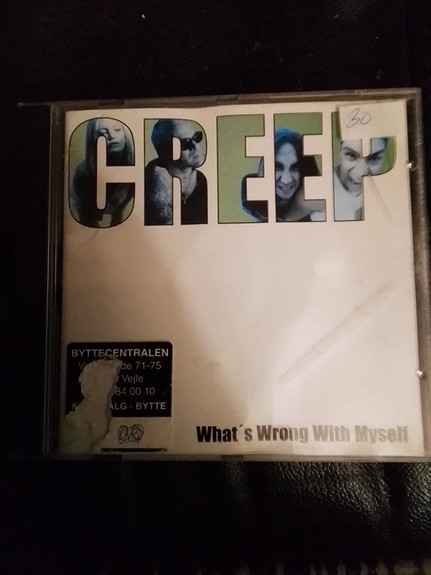 CREEP
30
BYTTECENTRALEN
de 71-75
Vejle
84 00 10
ALG - BYTTE
What´s Wrong With Myself